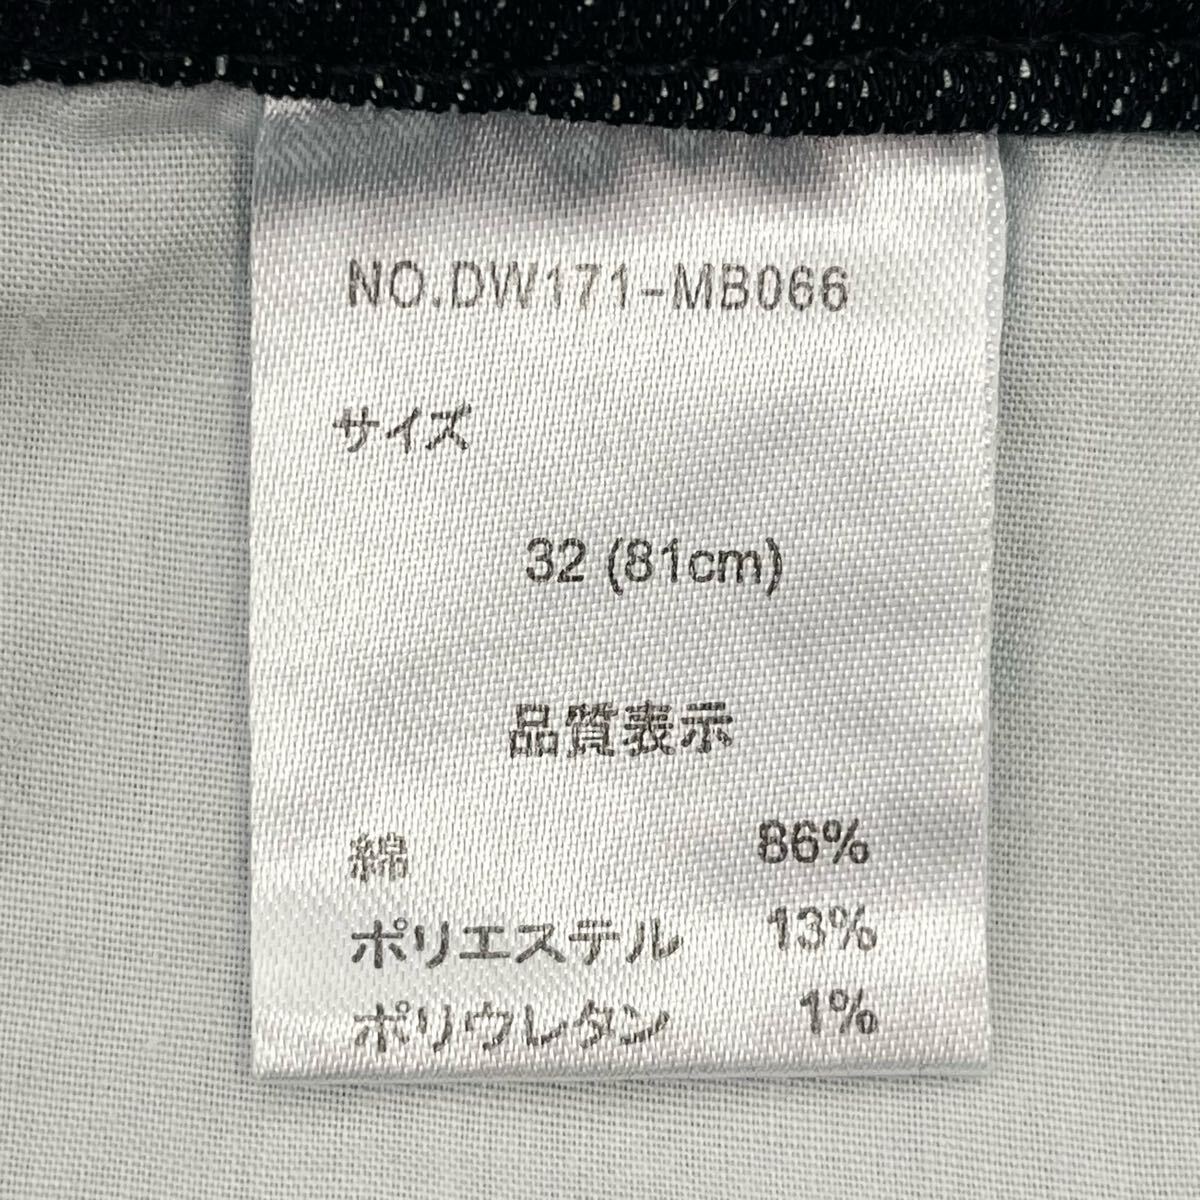 NO.DW171-MB066
サイズ
32 (81cm)
品質表示
綿 86%
ポリエステル 13%
ポリウレタン 1%